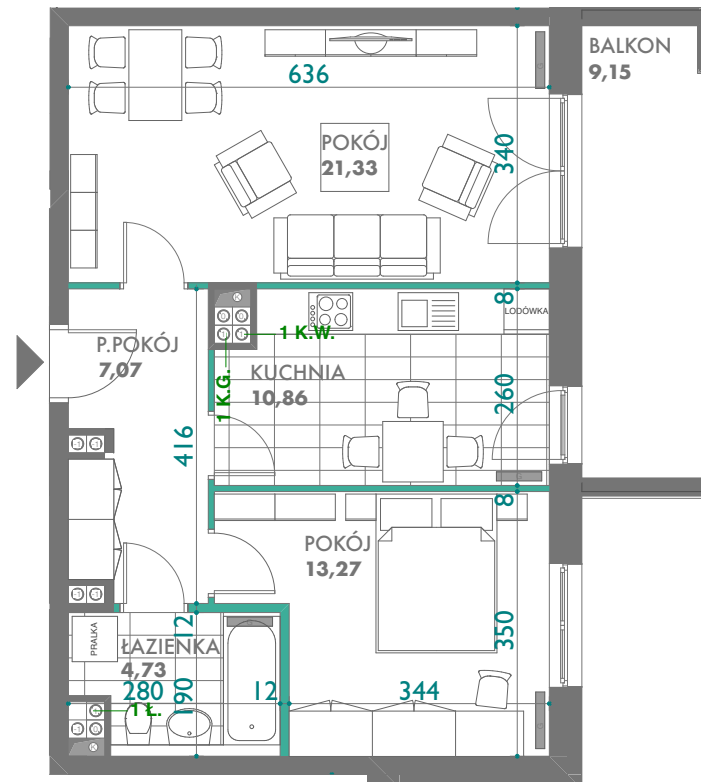 BALKON
9,15
636
POKÓJ
21,33
340
8
LODÓWKA
1 K.W.
P.POKÓJ
7,07
KUCHNIA
10,86
1 K.G.
260
416
8
POKÓJ
13,27
350
PRALKA
12
ŁAZIENKA
4,73
280
190
12
344
1 Ł.